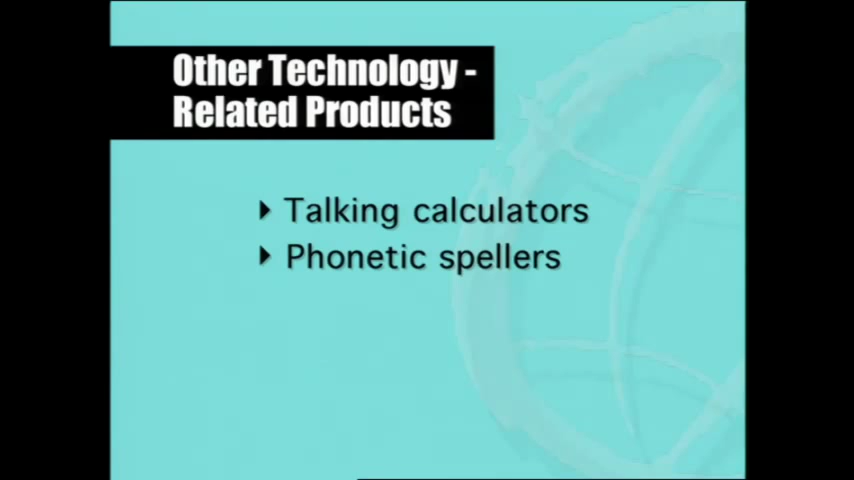 Other Technology -
Related Products
Talking calculators
Phonetic spellers